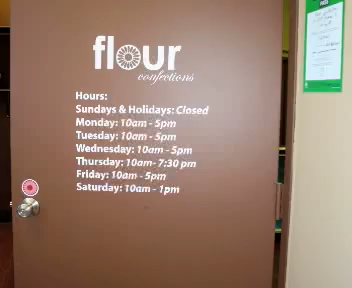 flour
confections
Hours:
Sundays & Holidays: Closed
Monday: 10am - 5pm
Tuesday: 10am - 5pm
Wednesday: 10am - 5pm
Thursday: 10am- 7:30 pm
Friday: 10am - 5pm
Saturday: 10am - 1pm
PASS